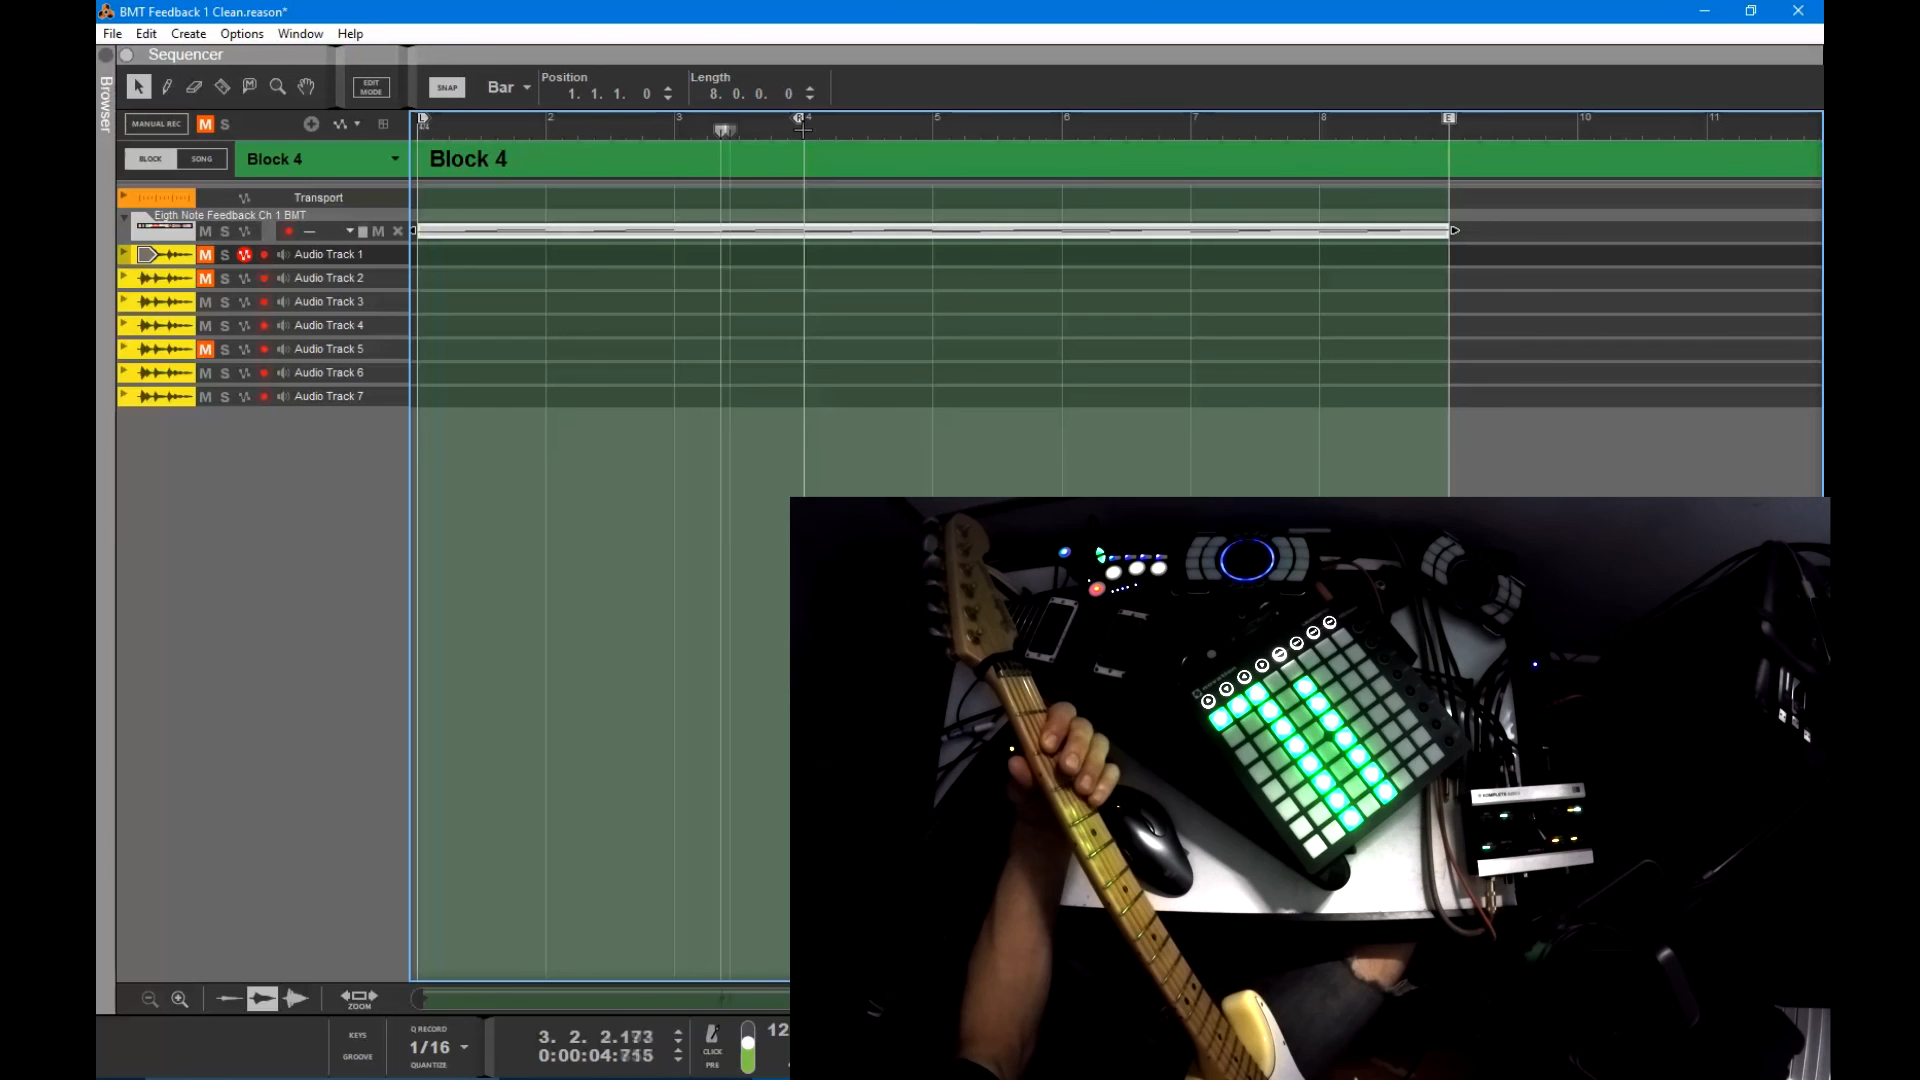 BMT Feedback 1 Clean.reason*
File Edit Create Options Window Help
Browser
Sequencer
EDIT MODE
SNAP
Bar
Position
1. 1. 1. 0
Length
8. 0. 0. 0
MANUAL REC
M S
L
4/4
2 3 R 4 5 6 7 8 E 10 11
BLOCK SONG
Block 4
Block 4
Transport
Eigth Note Feedback Ch 1 BMT
M S
M
M S Audio Track 1
M S Audio Track 2
M S Audio Track 3
M S Audio Track 4
M S Audio Track 5
M S Audio Track 6
M S Audio Track 7
ZOOM
KEYS
GROOVE
Q RECORD
1/16
QUANTIZE
3. 2. 2.173
CLICK
PRE
12